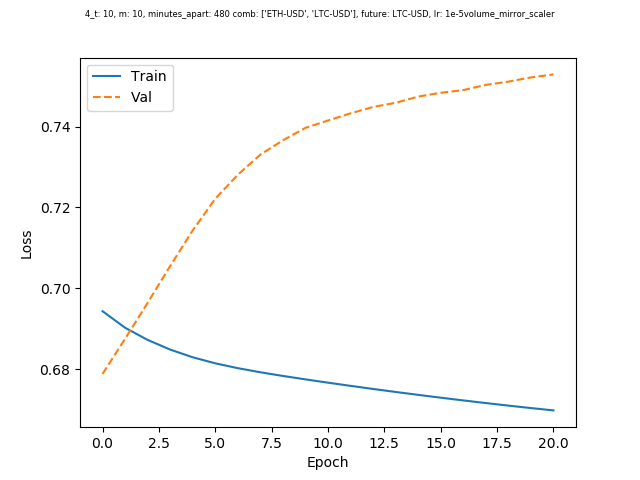 4_t: 10, m: 10, minutes_apart: 480 comb: ['ETH-USD', 'LTC-USD'], future: LTC-USD, lr: 1e-5volume_mirror_scaler
Train
Val
0.74
0.72
0.70
0.68
Loss
0.0 2.5 5.0 7.5 10.0 12.5 15.0 17.5 20.0
Epoch